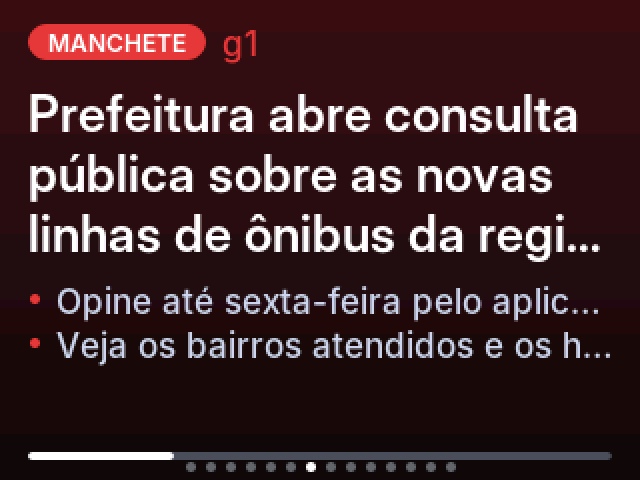 MANCHETE g1
Prefeitura abre consulta
pública sobre as novas
linhas de ônibus da regi...
• Opine até sexta-feira pelo aplic...
• Veja os bairros atendidos e os h...